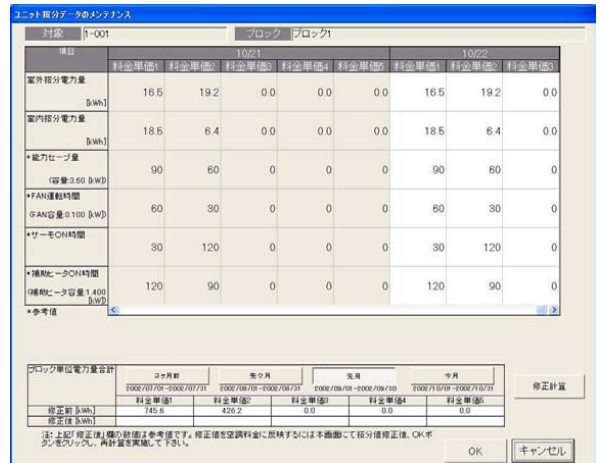 ユニット按分データのメンテナンス
対象 1-001 ブロック ブロック1
項目 10/21 10/22
料金単価1 料金単価2 料金単価3 料金単価4 料金単価5 料金単価1 料金単価2 料金単価3
室外按分電力量 [kWh] 16.5 19.2 0.0 0.0 0.0 16.5 19.2 0.0
室内按分電力量 [kWh] 18.5 6.4 0.0 0.0 0.0 18.5 6.4 0.0
*能力セーブ量 (容量:3.60 [kW]) 90 60 0 0 0 90 60 0
*FAN運転時間 (FAN容量:0.100 [kW]) 60 30 0 0 0 60 30 0
*サーモON時間 30 120 0 0 0 30 120 0
*補助ヒータON時間 (補助ヒータ容量:1.400 [kW]) 120 90 0 0 0 120 90 0
*参考値
ブロック単位電力量合計 3ヶ月前 先々月 先月 今月
2002/07/01-2002/07/31 2002/08/01-2002/08/31 2002/09/01-2002/09/30 2002/10/01-2002/10/31
修正計算
料金単価1 料金単価2 料金単価3 料金単価4 料金単価5
修正前 [kWh] 745.6 426.2 0.0 0.0 0.0
修正後 [kWh]
注:上記「修正後」欄の数値は参考値です。修正値を空調料金に反映するには本画面にて按分値修正後、OKボ
タンをクリックし、再計算を実施して下さい。
OK キャンセル